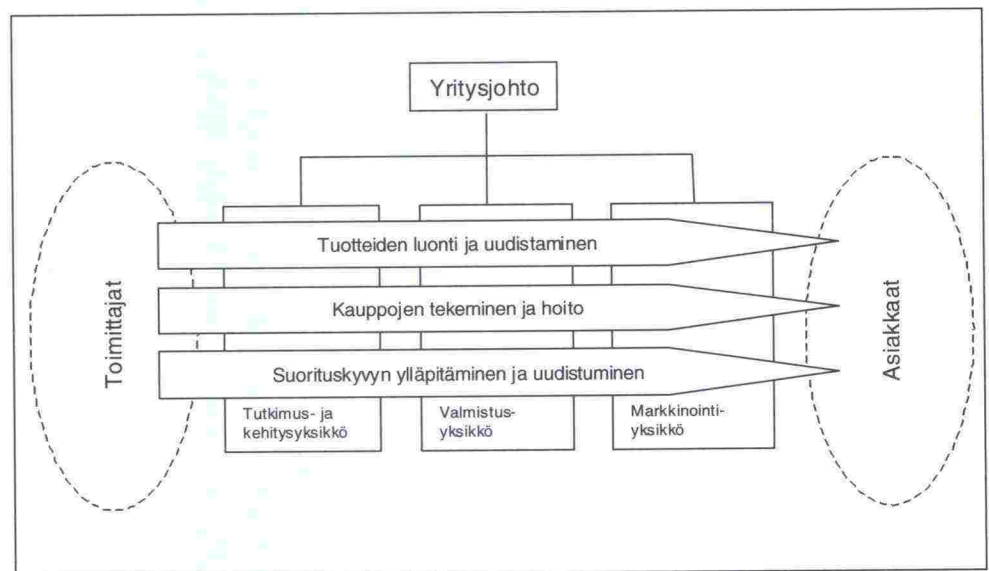 Yritysjohto
Toimittajat
Tuotteiden luonti ja uudistaminen
Kauppojen tekeminen ja hoito
Suorituskyvyn ylläpitäminen ja uudistuminen
Asiakkaat
Tutkimus- ja
kehitysyksikkö
Valmistus-
yksikkö
Markkinointi-
yksikkö